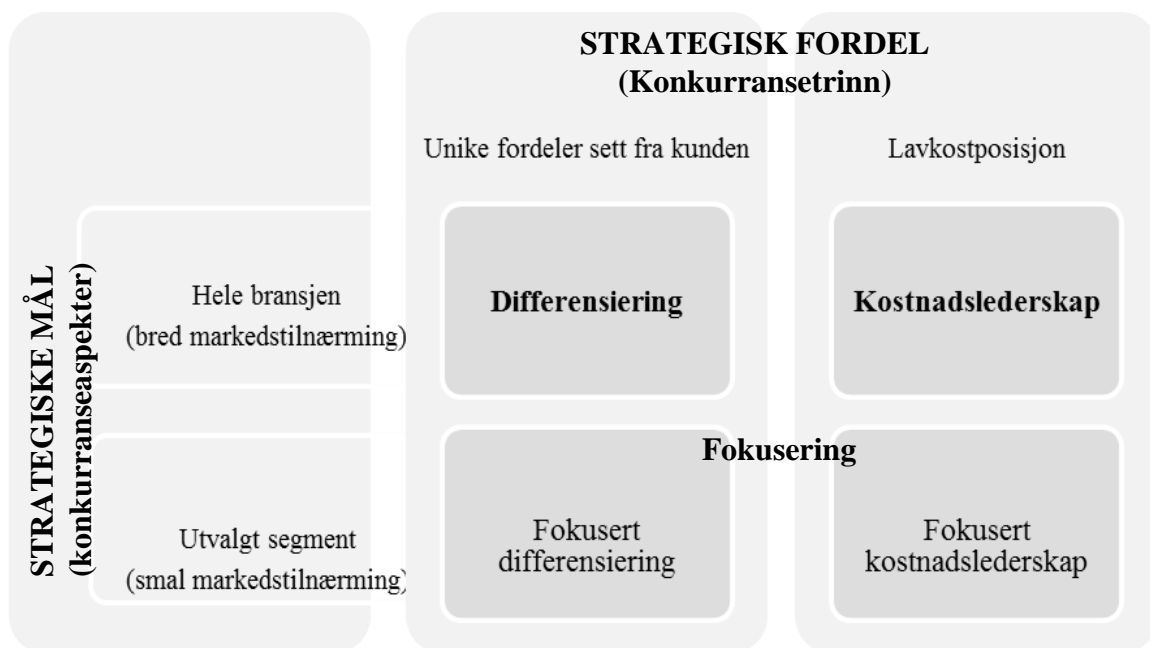 STRATEGISK FORDEL
(Konkurransetrinn)
Unike fordeler sett fra kunden
Lavkostposisjon
STRATEGISKE MÅL
(konkurranseaspekter)
Hele bransjen
(bred markedstilnærming)
Differensiering
Kostnadslederskap
Fokusering
Utvalgt segment
(smal markedstilnærming)
Fokusert
differensiering
Fokusert
kostnadslederskap